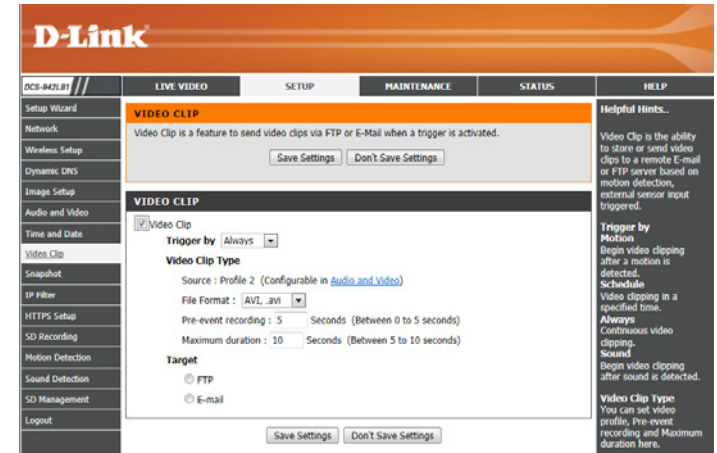 D-Link
DCS-942LB1 //
LIVE VIDEO
SETUP
MAINTENANCE
STATUS
HELP
Setup Wizard
Network
Wireless Setup
Dynamic DNS
Image Setup
Audio and Video
Time and Date
Video Clip
Snapshot
IP Filter
HTTPS Setup
SD Recording
Motion Detection
Sound Detection
SD Management
Logout
VIDEO CLIP
Video Clip is a feature to send video clips via FTP or E-Mail when a trigger is activated.
Save Settings Don't Save Settings
VIDEO CLIP
Video Clip
Trigger by Always
Video Clip Type
Source : Profile 2 (Configurable in Audio and Video)
File Format : AVI, .avi
Pre-event recording : 5 Seconds (Between 0 to 5 seconds)
Maximum duration : 10 Seconds (Between 5 to 10 seconds)
Target
FTP
E-mail
Save Settings Don't Save Settings
Helpful Hints..
Video Clip is the ability
to store or send video
clips to a remote E-mail
or FTP server based on
motion detection,
external sensor input
triggered.
Trigger by
Motion
Begin video clipping
after a motion is
detected.
Schedule
Video clipping in a
specified time.
Always
Continuous video
clipping.
Sound
Begin video clipping
after sound is detected.
Video Clip Type
You can set video
profile, Pre-event
recording and Maximum
duration here.